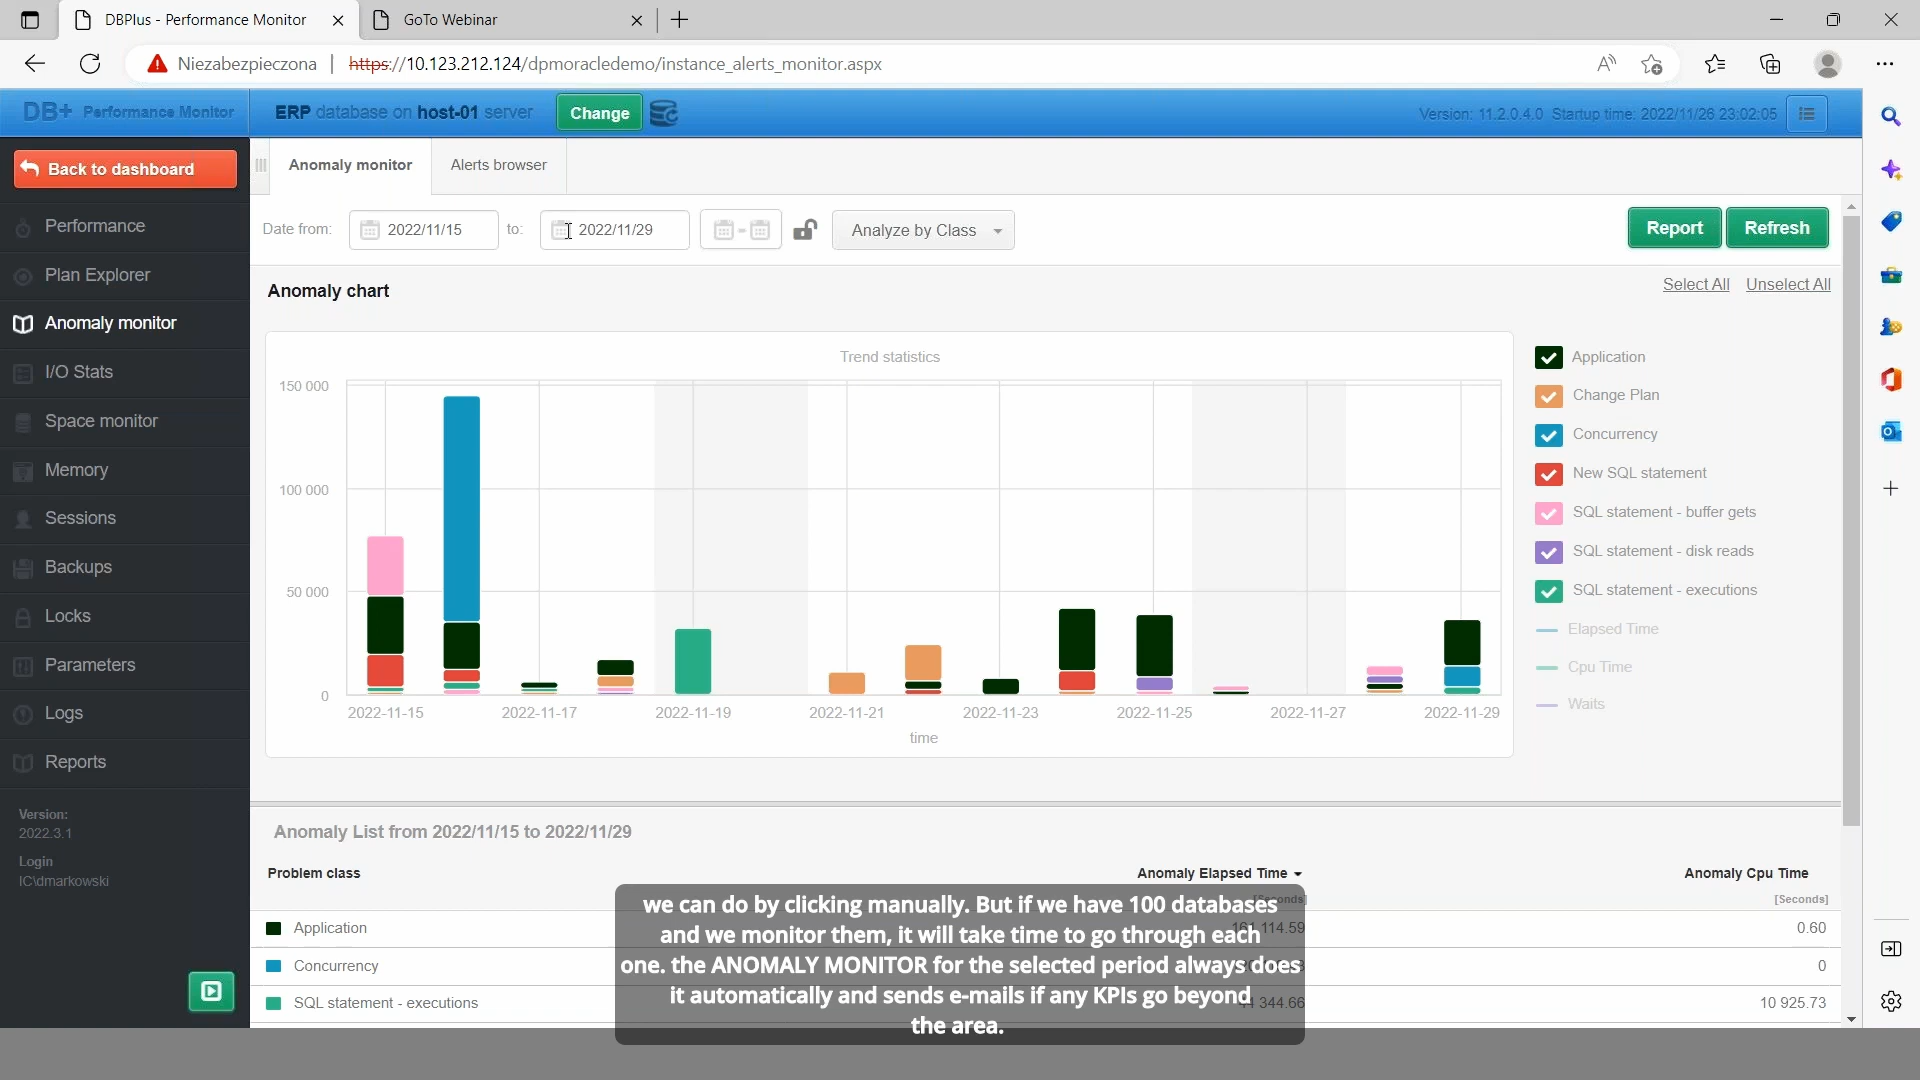 DBPlus - Performance Monitor
GoTo Webinar
Niezabezpieczona
https://10.123.212.124/dpmoracledemo/instance_alerts_monitor.aspx
DB+ Performance Monitor
ERP database on host-01 server
Change
Version: 11.2.0.4.0 Startup time: 2022/11/26 23:02:05
Back to dashboard
Performance
Plan Explorer
Anomaly monitor
I/O Stats
Space monitor
Memory
Sessions
Backups
Locks
Parameters
Logs
Reports
Version:
2022.3.1
Login
IC\dmarkowski
Anomaly monitor
Alerts browser
Date from:
2022/11/15
to:
2022/11/29
Analyze by Class
Report
Refresh
Anomaly chart
Select All
Unselect All
Trend statistics
150 000
100 000
50 000
0
2022-11-15
2022-11-17
2022-11-19
2022-11-21
2022-11-23
2022-11-25
2022-11-27
2022-11-29
time
Application
Change Plan
Concurrency
New SQL statement
SQL statement - buffer gets
SQL statement - disk reads
SQL statement - executions
Elapsed Time
Cpu Time
Waits
Anomaly List from 2022/11/15 to 2022/11/29
Problem class
Anomaly Elapsed Time
Anomaly Cpu Time
[Seconds]
Application
0.60
Concurrency
0
SQL statement - executions
10 925.73
we can do by clicking manually. But if we have 100 databases
and we monitor them, it will take time to go through each
one. the ANOMALY MONITOR for the selected period always does
it automatically and sends e-mails if any KPIs go beyond
the area.